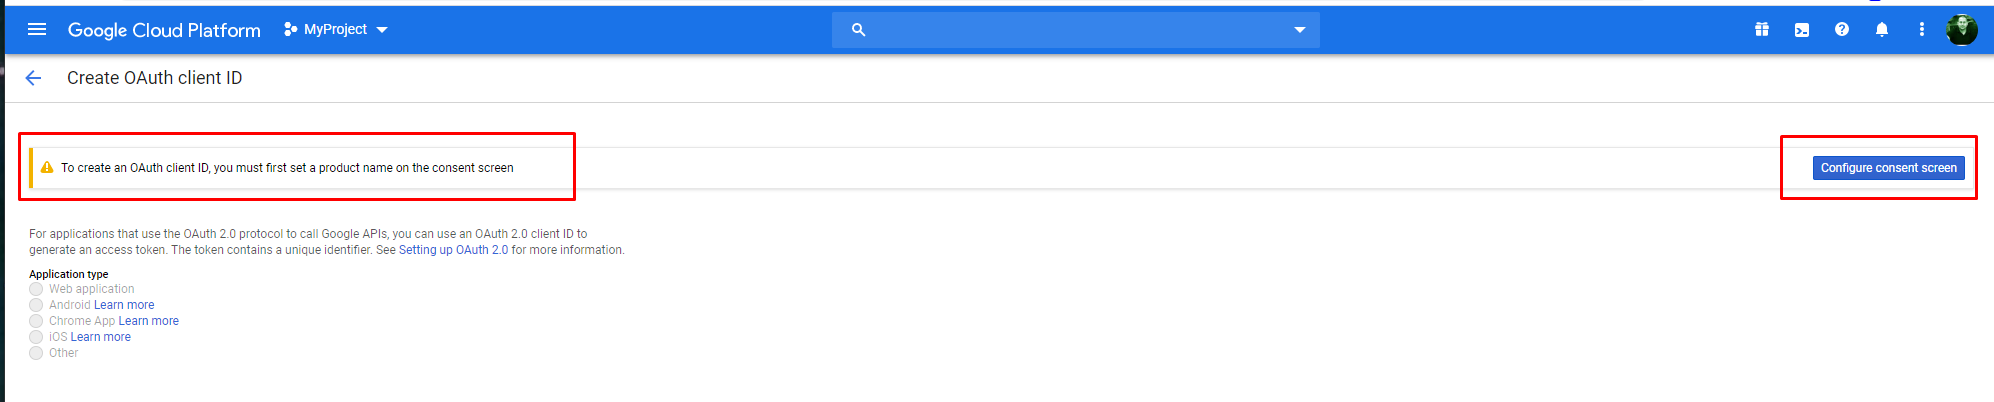 Google Cloud Platform MyProject
Create OAuth client ID
To create an OAuth client ID, you must first set a product name on the consent screen Configure consent screen
For applications that use the OAuth 2.0 protocol to call Google APIs, you can use an OAuth 2.0 client ID to
generate an access token. The token contains a unique identifier. See Setting up OAuth 2.0 for more information.
Application type
Web application
Android Learn more
Chrome App Learn more
iOS Learn more
Other